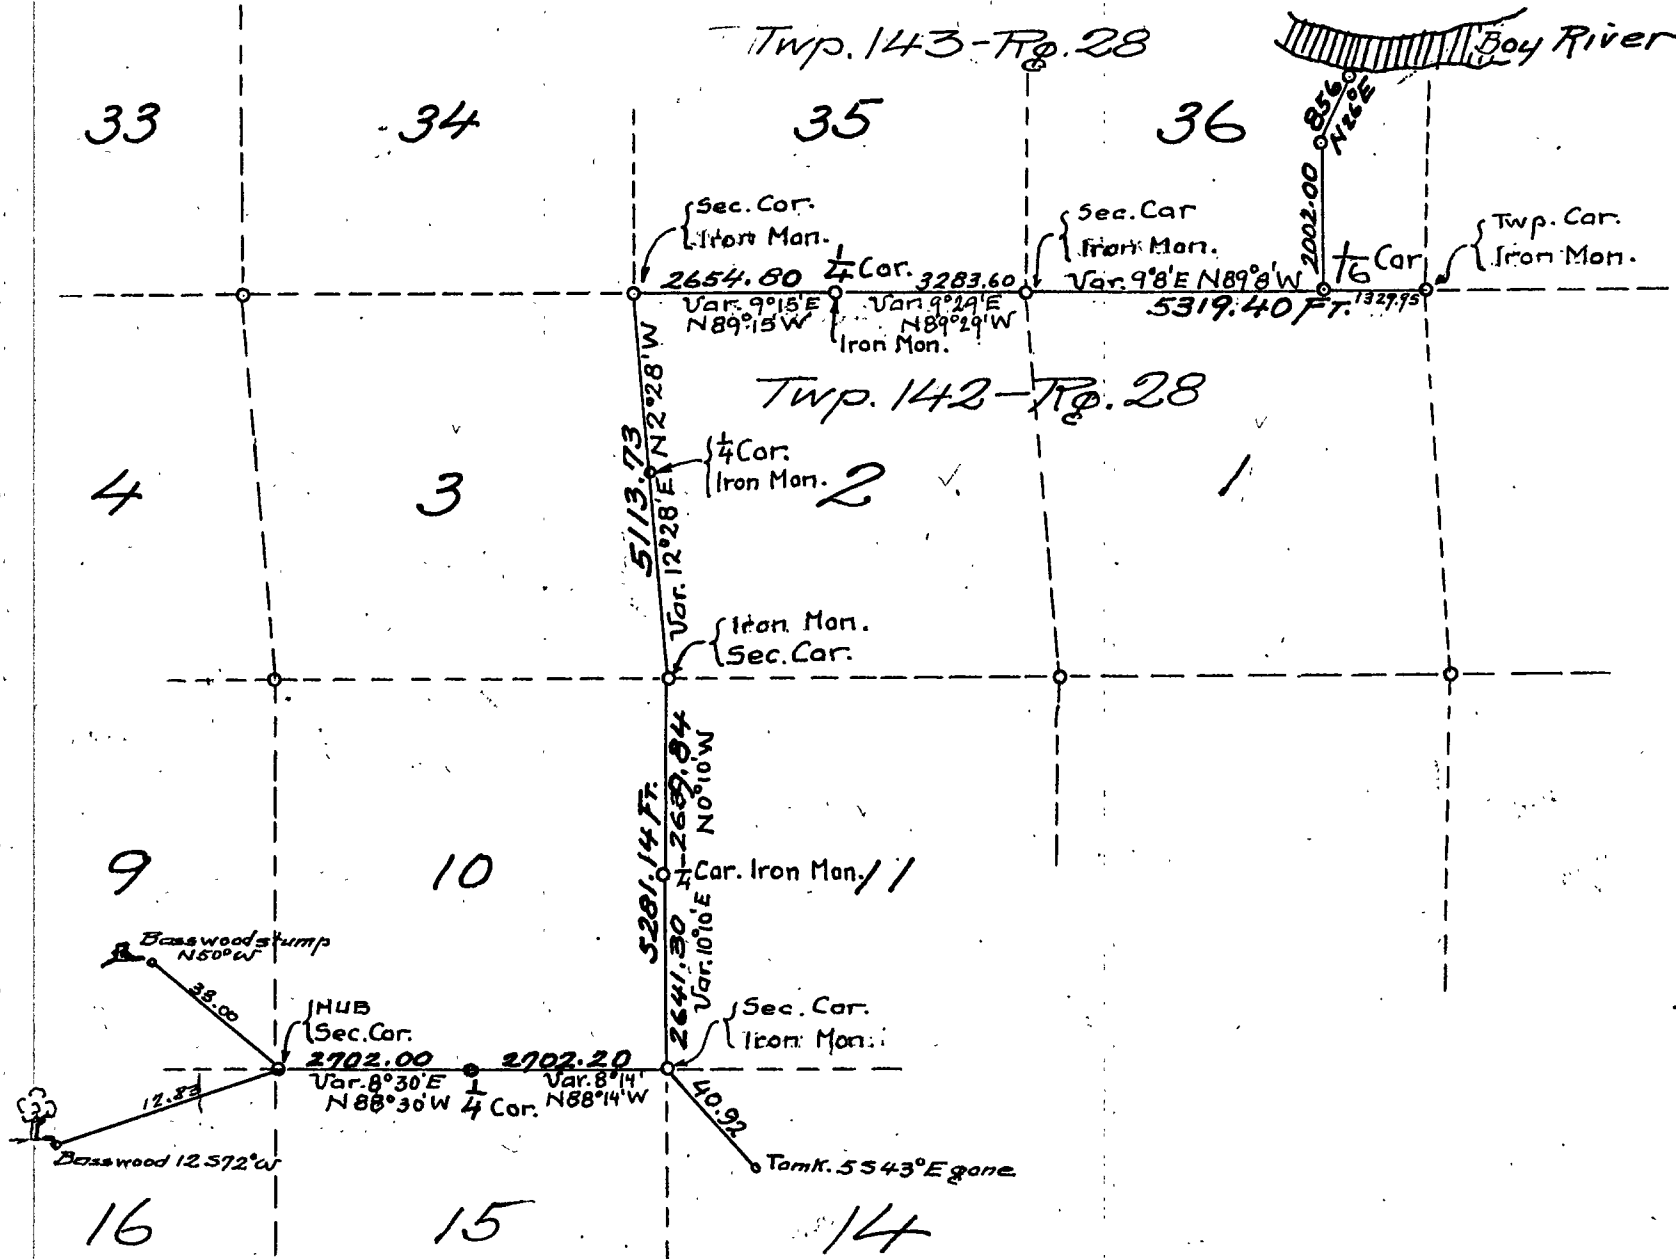 Twp. 143-Rg. 28
Boy River
33
34
35
36
856
N26°E
2002.00
Sec. Cor.
Iron Mon.
Sec. Cor
Iron Mon.
Twp. Cor.
Iron Mon.
2654.80
1/4 Cor.
3283.60
Var. 9°8'E N89°8'W
1/16 Cor
Var. 9°15'E
N89°15'W
Var. 9°29'E
N89°29'W
5319.40 FT.
1329.95
Iron Mon.
Twp. 142-Rg. 28
N2°28'W
5113.73
Var. 12°28'E
1/4 Cor.
Iron Mon.
4
3
2
1
Iron Mon.
Sec. Cor.
2639.84
N0°10'W
5281.14 FT.
1/4 Cor. Iron Mon.
9
10
11
2641.30
Var. 10°10'E
Basswood stump
N50°W
38.00
HUB
Sec. Cor.
Sec. Cor.
Iron Mon.
2702.00
2702.20
Var. 8°30'E
N88°30'W
1/4 Cor.
Var. 8°14'
N88°14'W
12.83
40.92
Basswood 12 S72°W
Tamk. 5 S43°E gone
16
15
14